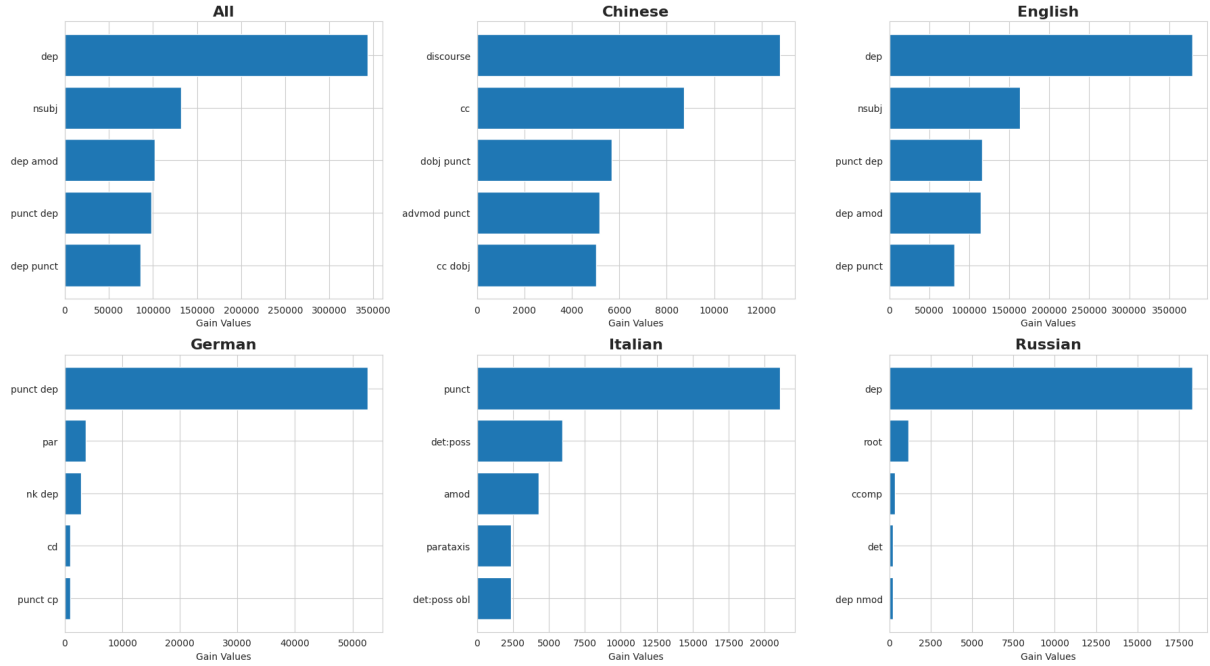 All
dep
nsubj
dep amod
punct dep
dep punct
0 50000 100000 150000 200000 250000 300000 350000
Gain Values
Chinese
discourse
cc
dobj punct
advmod punct
cc dobj
0 2000 4000 6000 8000 10000 12000
Gain Values
English
dep
nsubj
punct dep
dep amod
dep punct
0 50000 100000 150000 200000 250000 300000 350000
Gain Values
German
punct dep
par
nk dep
cd
punct cp
0 10000 20000 30000 40000 50000
Gain Values
Italian
punct
det:poss
amod
parataxis
det:poss obl
0 2500 5000 7500 10000 12500 15000 17500 20000
Gain Values
Russian
dep
root
ccomp
det
dep nmod
0 2500 5000 7500 10000 12500 15000 17500
Gain Values